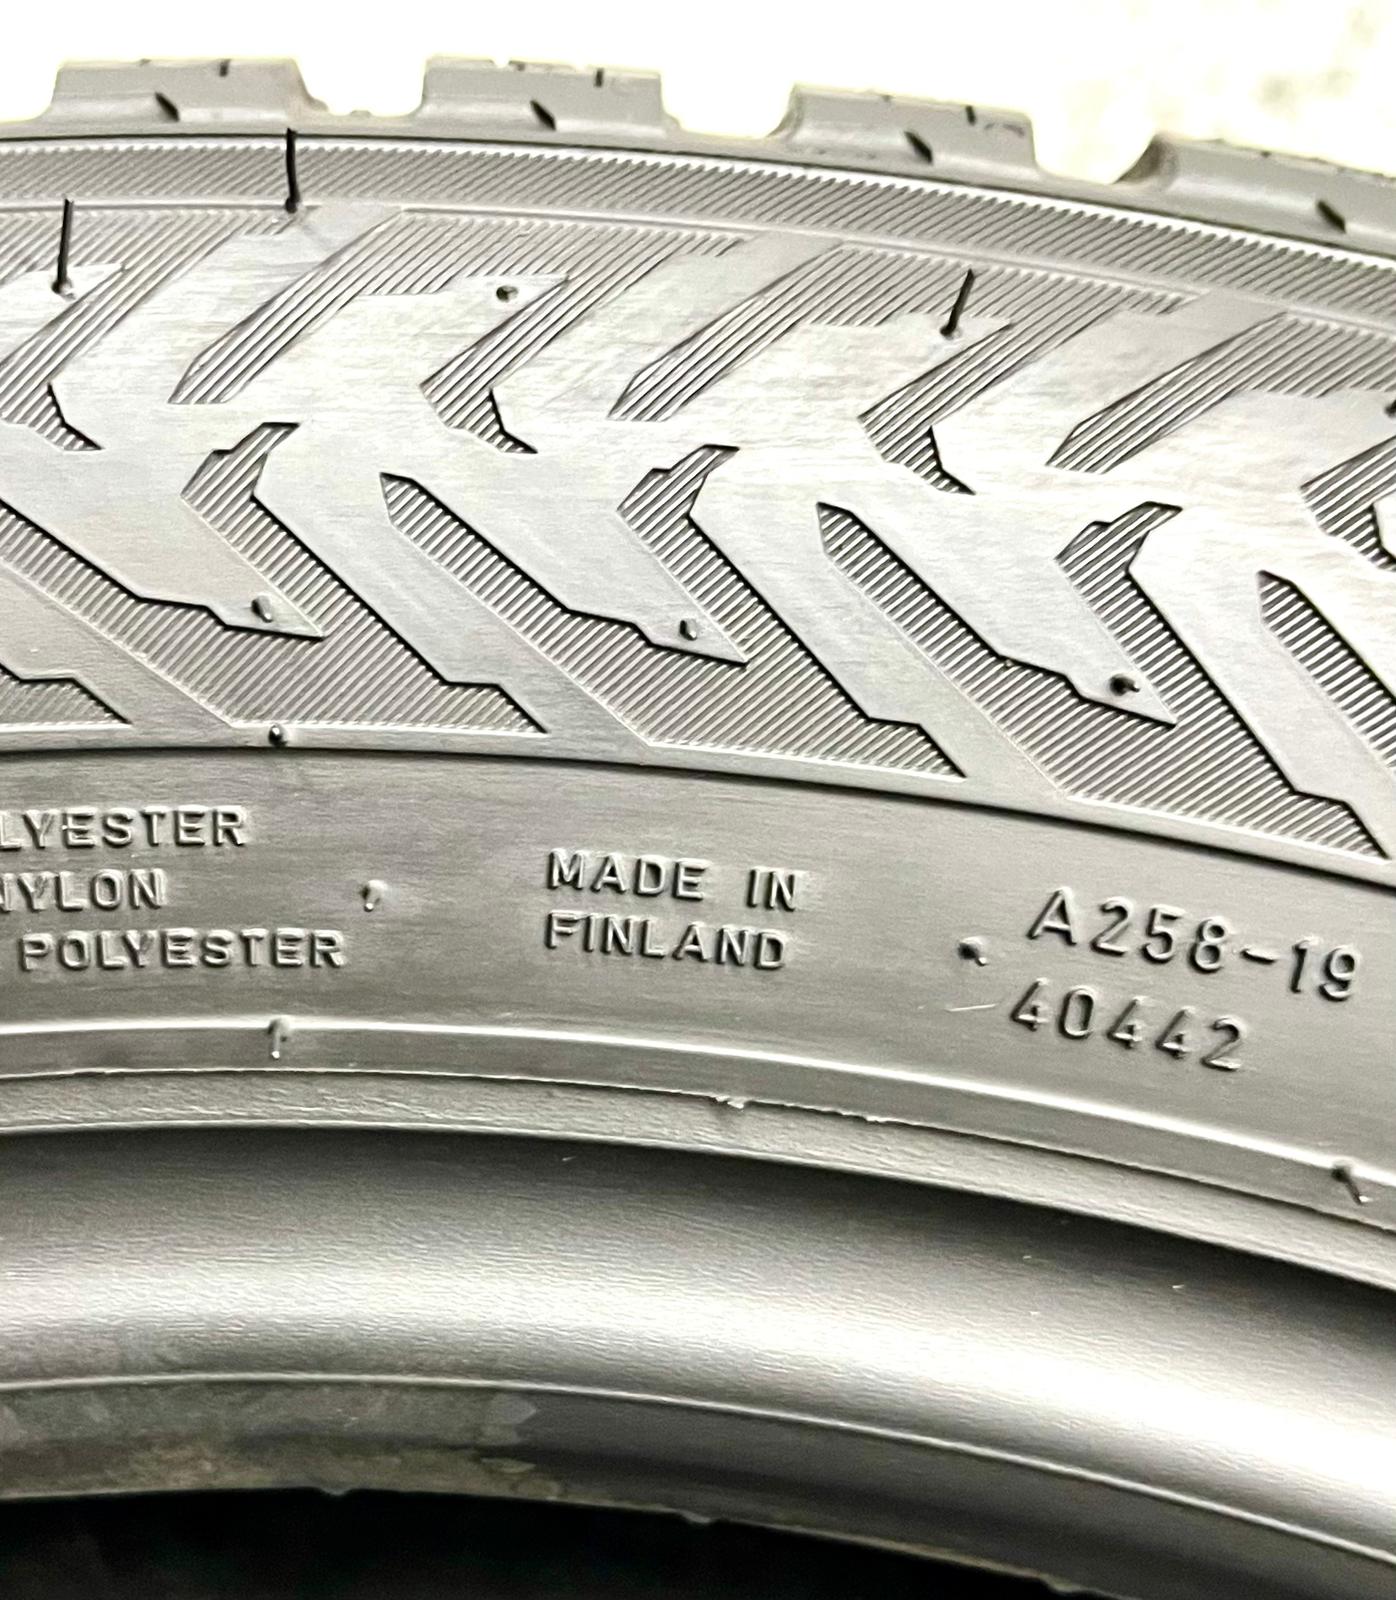 LYESTER
NYLON
POLYESTER
MADE IN
FINLAND
A258-19
40442